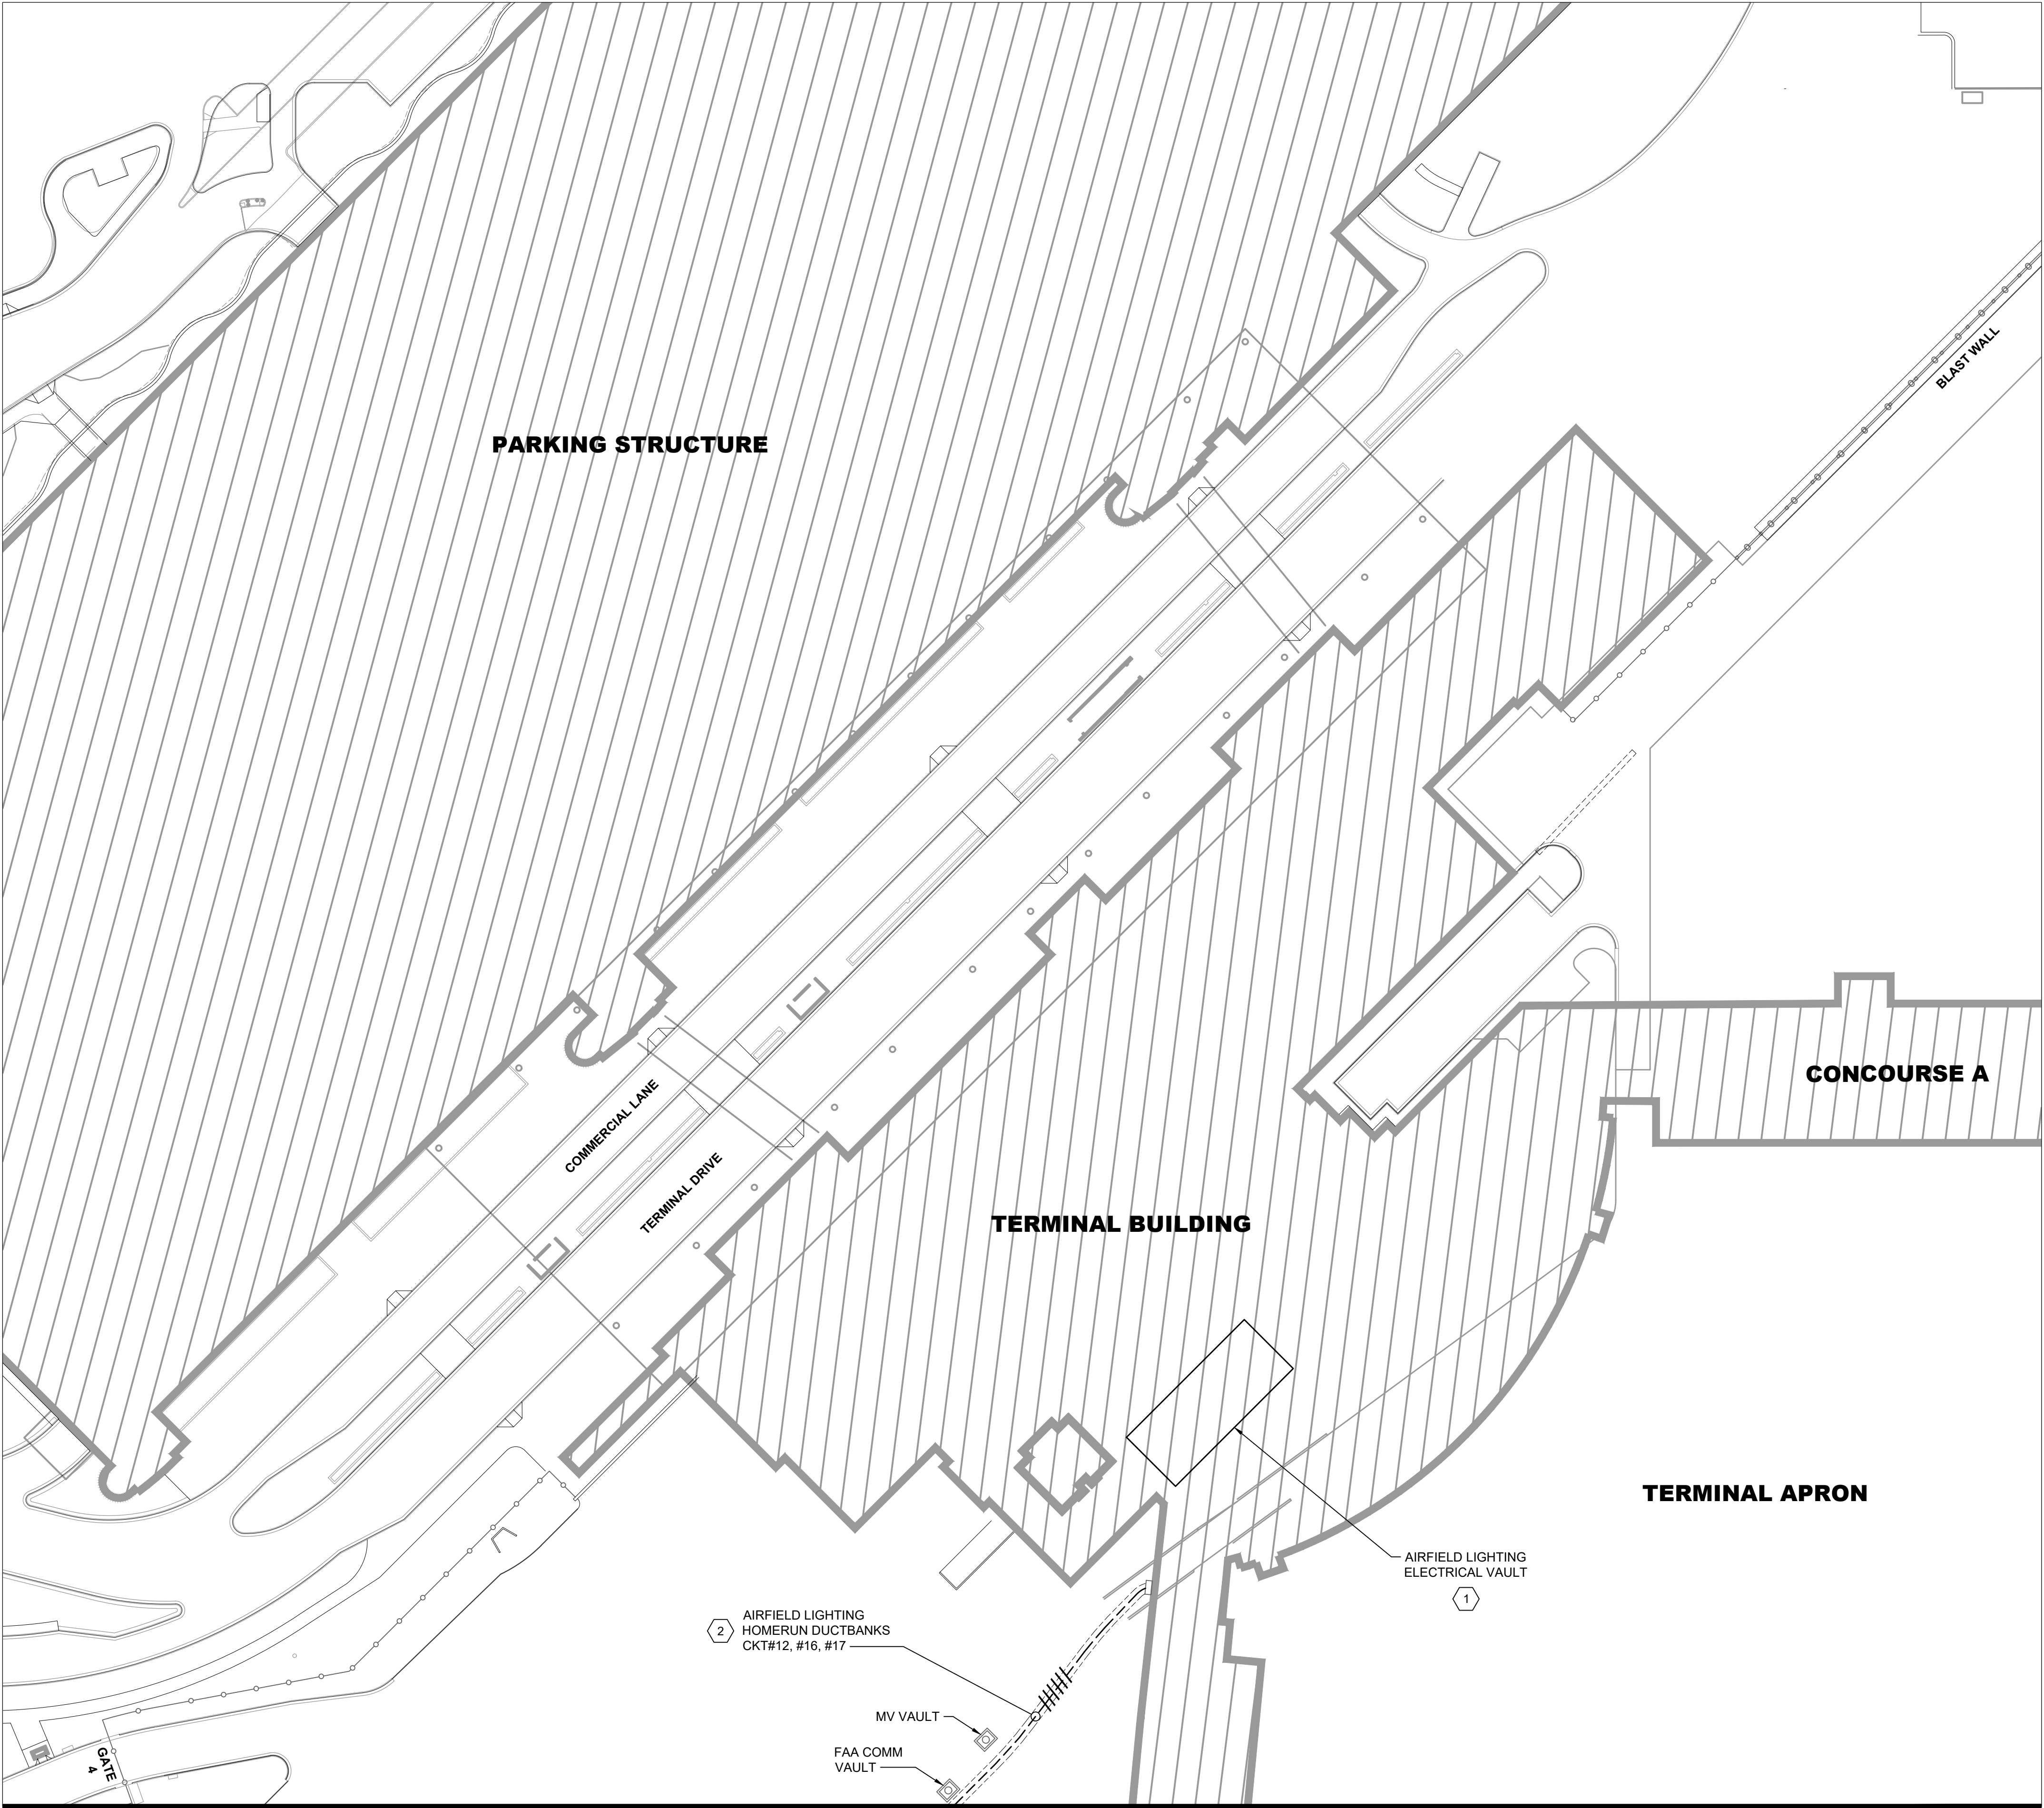 BLAST WALL
PARKING STRUCTURE
CONCOURSE A
COMMERCIAL LANE
TERMINAL DRIVE
TERMINAL BUILDING
TERMINAL APRON
AIRFIELD LIGHTING
ELECTRICAL VAULT
1
2
AIRFIELD LIGHTING
HOMERUN DUCTBANKS
CKT#12, #16, #17
MV VAULT
FAA COMM
VAULT
GATE
4